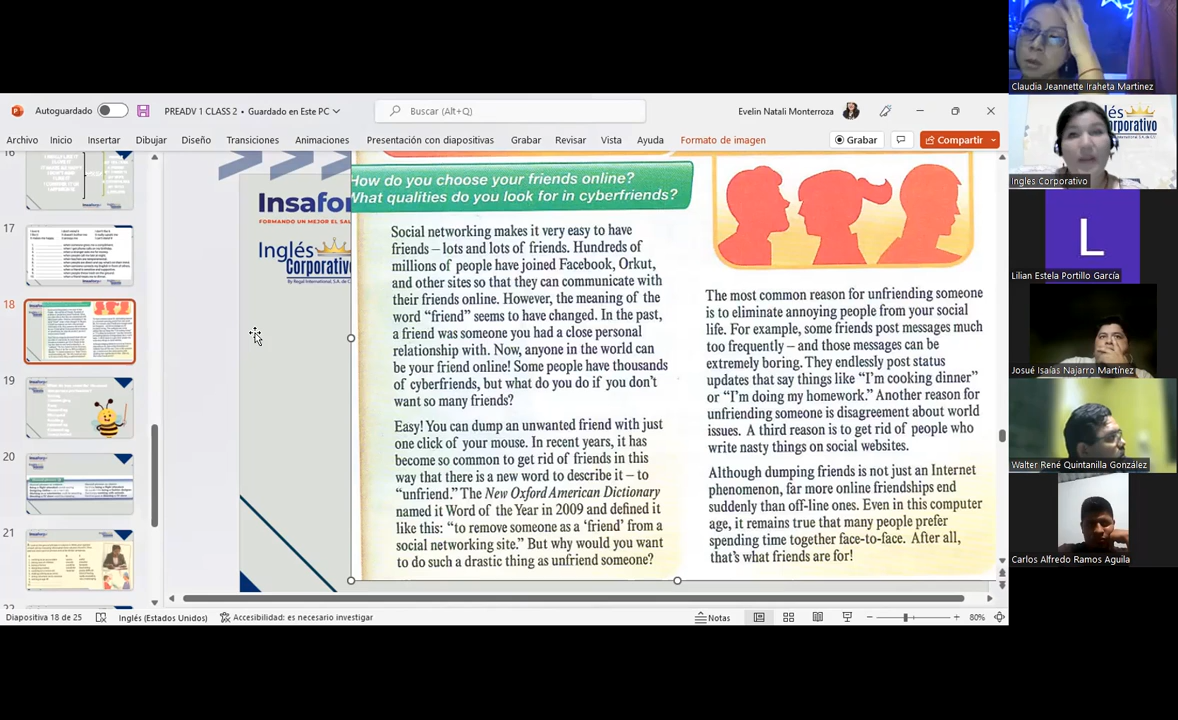 Autoguardado
PREADV 1 CLASS 2 • Guardado en Este PC
Buscar (Alt+Q)
Evelin Natali Monterroza
Archivo Inicio Insertar Dibujar Diseño Transiciones Animaciones Presentación con diapositivas Grabar Revisar Vista Ayuda Formato de imagen
Grabar
Compartir
16
17
18
19
20
21
22
Insafor
FORMANDO UN MEJOR EL SAL
Inglés
Corporativo
How do you choose your friends online?
What qualities do you look for in cyberfriends?
Social networking makes it very easy to have
friends – lots and lots of friends. Hundreds of
millions of people have joined Facebook, Orkut,
and other sites so that they can communicate with
their friends online. However, the meaning of the
word “friend” seems to have changed. In the past,
a friend was someone you had a close personal
relationship with. Now, anyone in the world can
be your friend online! Some people have thousands
of cyberfriends, but what do you do if you don’t
want so many friends?
Easy! You can dump an unwanted friend with just
one click of your mouse. In recent years, it has
become so common to get rid of friends in this
way that there is a new word to describe it – to
“unfriend.” The New Oxford American Dictionary
named it Word of the Year in 2009 and defined it
like this: “to remove someone as a ‘friend’ from a
social networking site.” But why would you want
to do such a drastic thing as unfriend someone?
The most common reason for unfriending someone
is to eliminate annoying people from your social
life. For example, some friends post messages much
too frequently – and those messages can be
extremely boring. They endlessly post status
updates that say things like “I’m cooking dinner”
or “I’m doing my homework.” Another reason for
unfriending someone is disagreement about world
issues. A third reason is to get rid of people who
write nasty things on social websites.
Although dumping friends is not just an Internet
phenomenon, far more online friendships end
suddenly than off-line ones. Even in this computer
age, it remains true that many people prefer
spending time together face-to-face. After all,
that’s what friends are for!
Diapositiva 18 de 25
Inglés (Estados Unidos)
Accesibilidad: es necesario investigar
Notas
80%
Claudia Jeannette Iraheta Martinez
Ingles Corporativo
L
Lilian Estela Portillo García
Josué Isaías Najarro Martínez
Walter René Quintanilla González
Carlos Alfredo Ramos Aguila